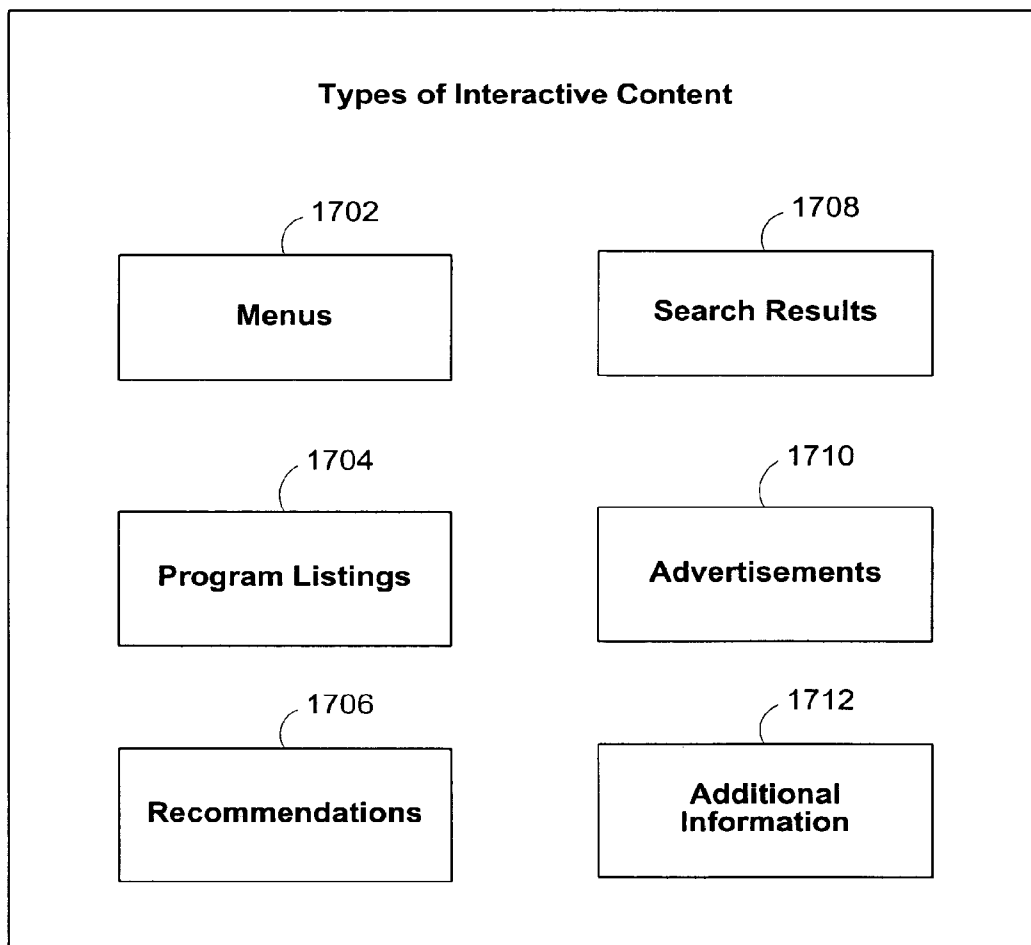 Types of Interactive Content
1702
Menus
1708
Search Results
1704
Program Listings
1710
Advertisements
1706
Recommendations
1712
Additional
Information